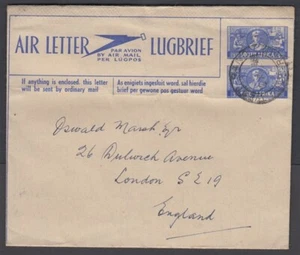 AIR LETTER LUGBRIEF
PAR AVION
BY AIR MAIL
PER LUGPOS
If anything is enclosed, this letter
will be sent by ordinary mail
As enigiets ingesluit word, sal hierdie
brief per gewone pos gestuur word
Oswald Marsh Esq
26 Dulwich Avenue
London S E 19
England